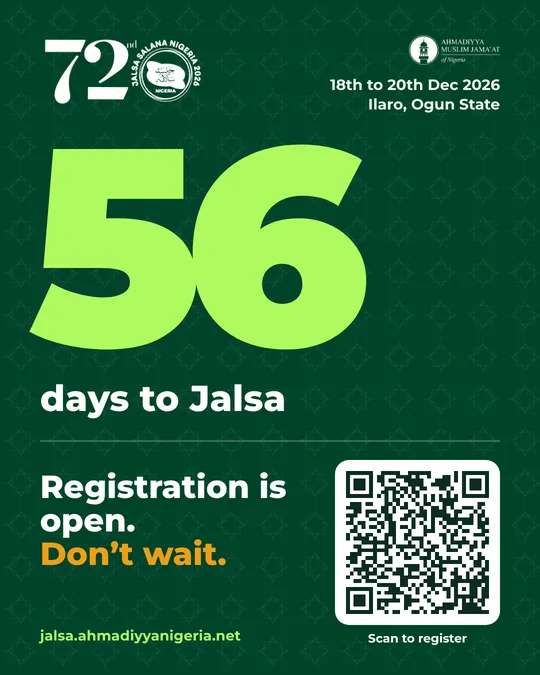 72nd
JALSA SALANA NIGERIA 2026
NIGERIA
AHMADIYYA
MUSLIM JAMA'AT
of Nigeria
18th to 20th Dec 2026
Ilaro, Ogun State
56
days to Jalsa
Registration is
open.
Don't wait.
jalsa.ahmadiyyanigeria.net
Scan to register